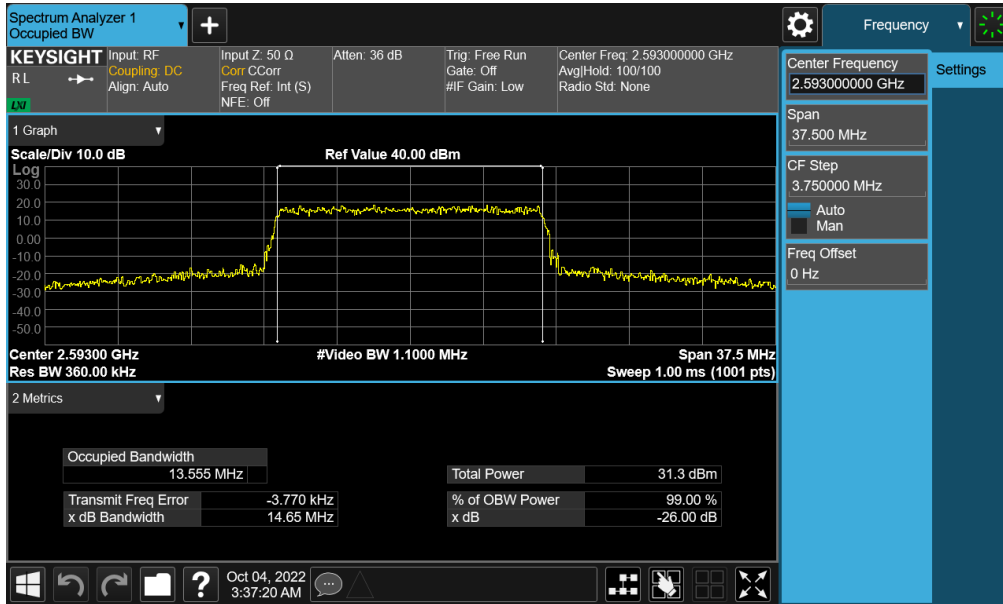 Spectrum Analyzer 1
Occupied BW
Frequency
KEYSIGHT
R L
LXI
Input: RF
Coupling: DC
Align: Auto
Input Z: 50 Ω
Corr CCorr
Freq Ref: Int (S)
NFE: Off
Atten: 36 dB
Trig: Free Run
Gate: Off
#IF Gain: Low
Center Freq: 2.593000000 GHz
Avg|Hold: 100/100
Radio Std: None
Center Frequency
2.593000000 GHz
Settings
Span
37.500 MHz
CF Step
3.750000 MHz
Auto
Man
Freq Offset
0 Hz
1 Graph
Scale/Div 10.0 dB
Ref Value 40.00 dBm
Log
30.0
20.0
10.0
0.00
-10.0
-20.0
-30.0
-40.0
-50.0
Center 2.59300 GHz
#Video BW 1.1000 MHz
Span 37.5 MHz
Res BW 360.00 kHz
Sweep 1.00 ms (1001 pts)
2 Metrics
Occupied Bandwidth
13.555 MHz
Total Power 31.3 dBm
Transmit Freq Error -3.770 kHz
% of OBW Power 99.00 %
x dB Bandwidth 14.65 MHz
x dB -26.00 dB
?
Oct 04, 2022
3:37:20 AM